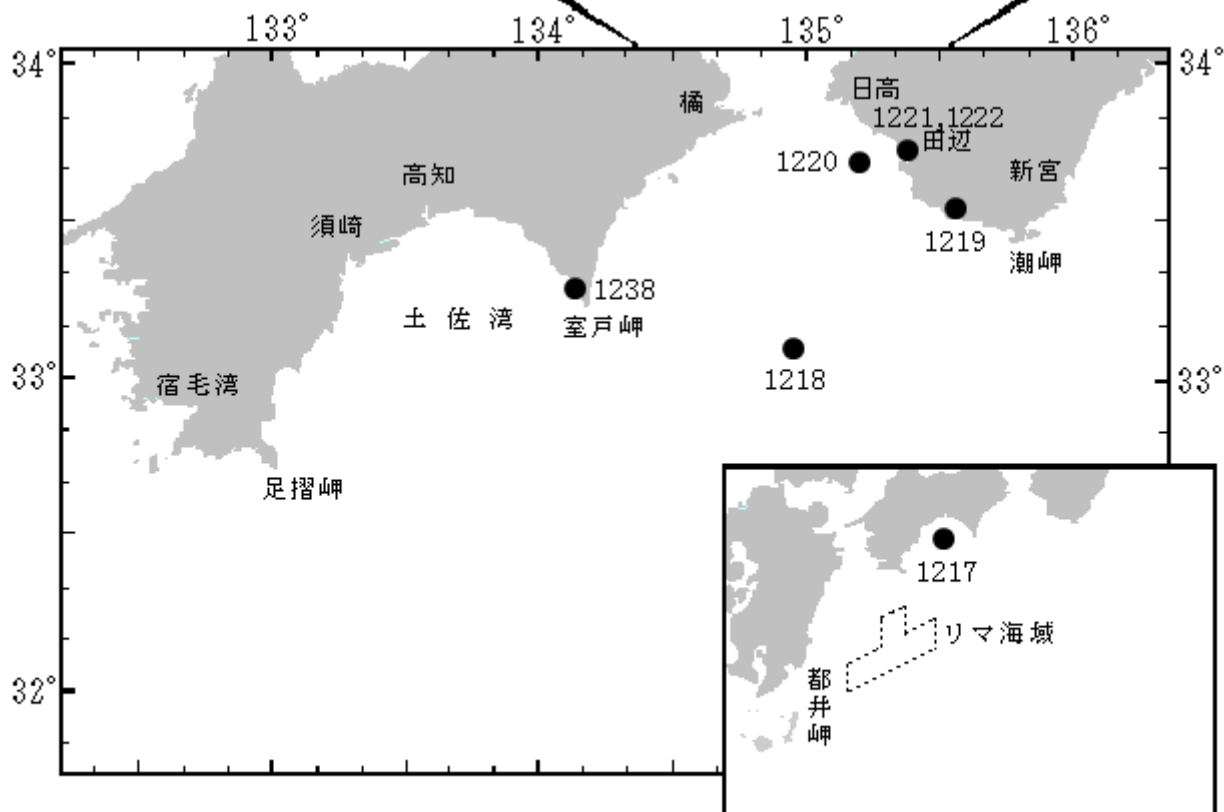 133°
134°
135°
136°
34°
34°
日高
橘
1221,1222
田辺
1220
新宮
高知
須崎
1219
潮岬
1238
土佐湾
室戸岬
1218
33°
33°
宿毛湾
足摺岬
1217
リマ海域
都井岬
32°